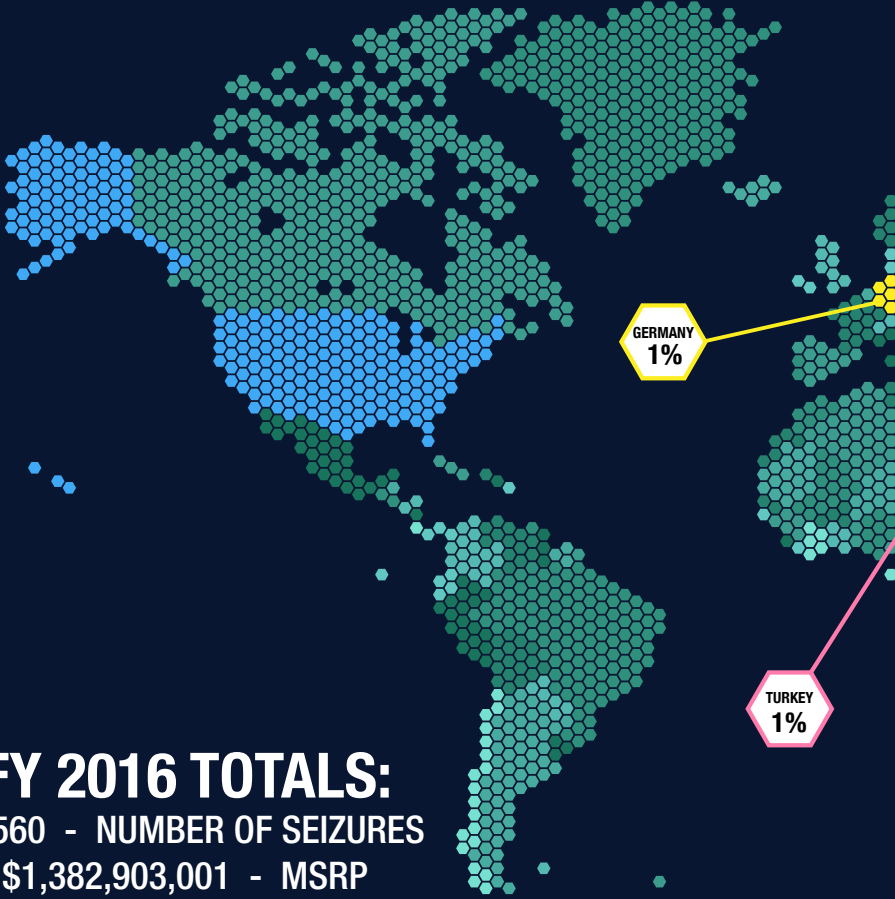 GERMANY
1%
TURKEY
1%
FY 2016 TOTALS:
560 - NUMBER OF SEIZURES
$1,382,903,001 - MSRP